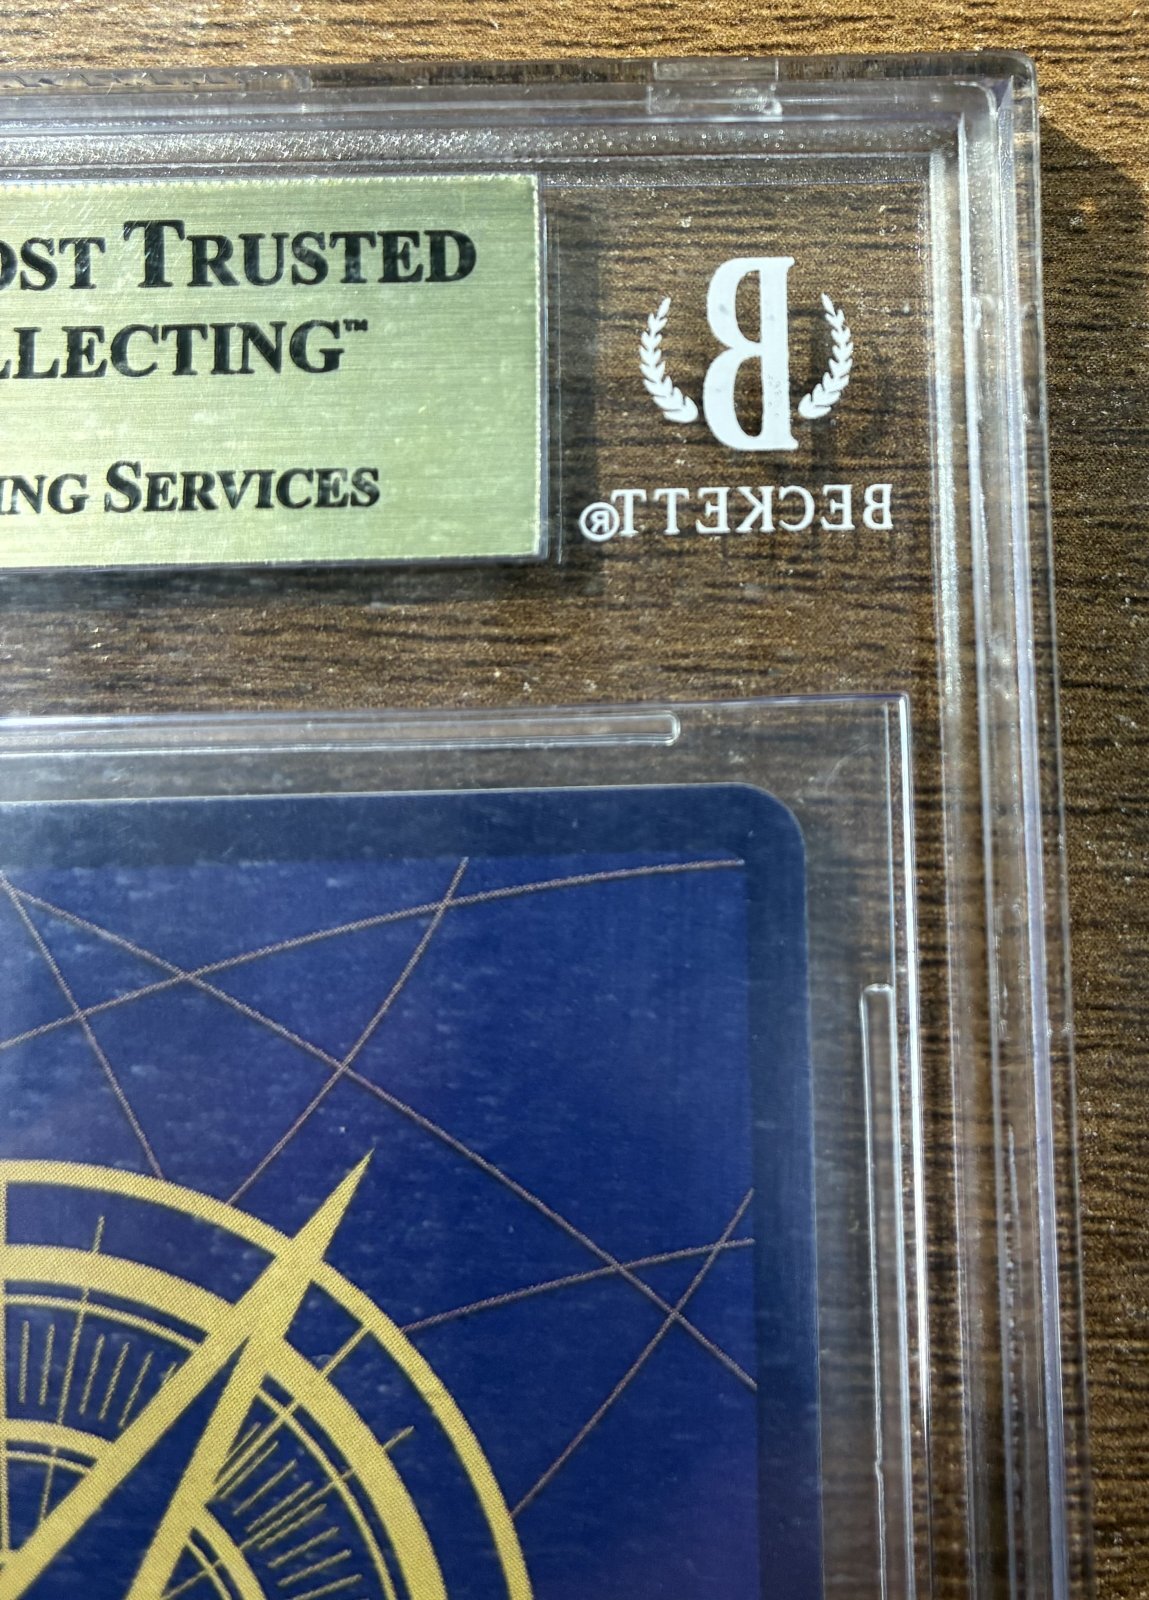 OST TRUSTED
LLECTING™
ING SERVICES
B
BECKETT®